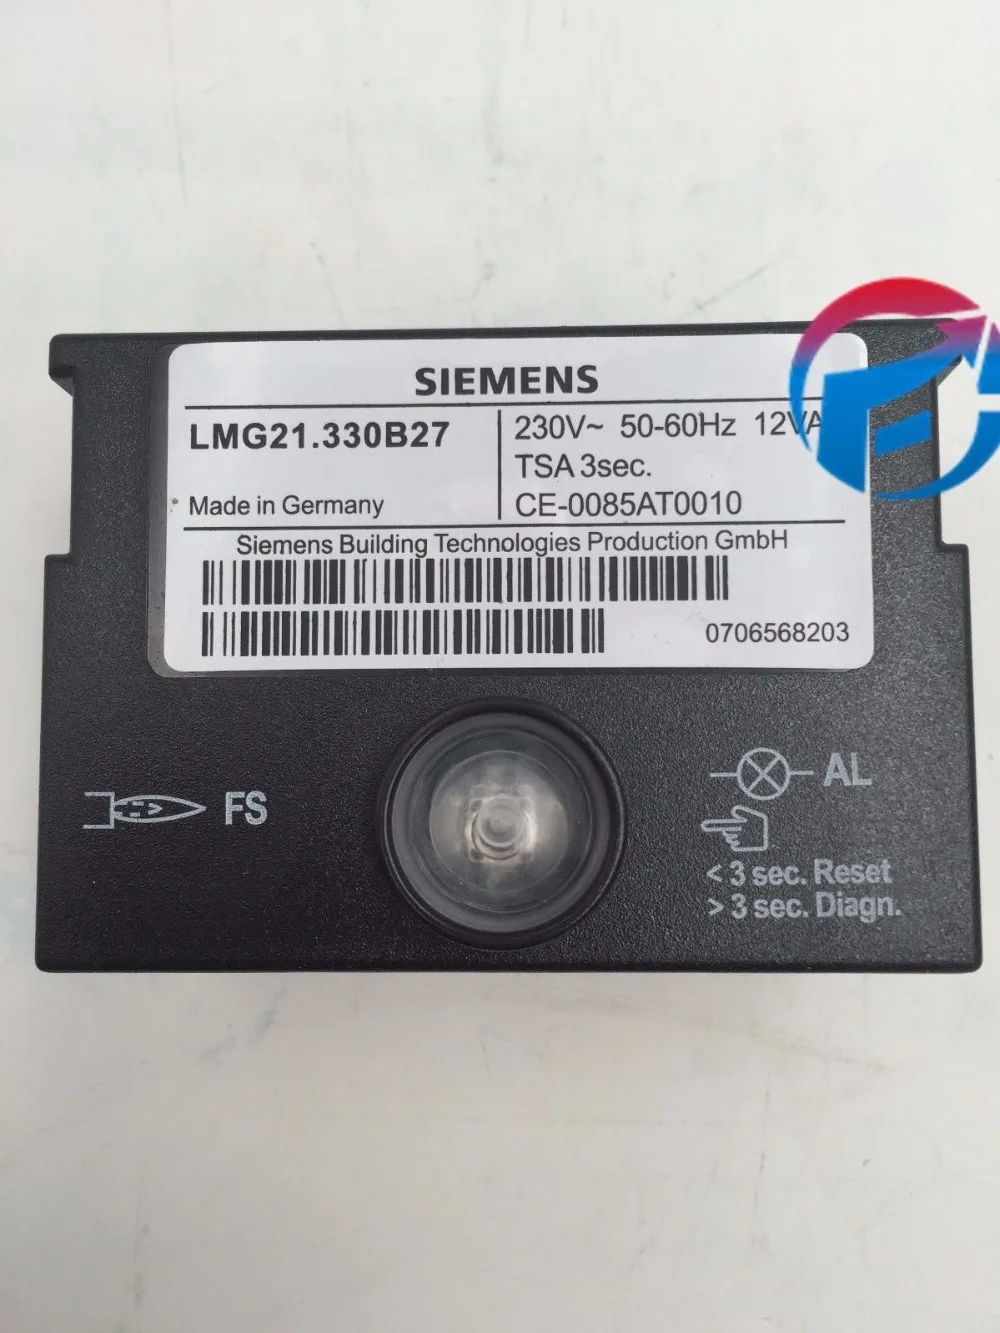 SIEMENS
LMG21.330B27
230V~ 50-60Hz 12VA
TSA 3sec.
Made in Germany
CE-0085AT0010
Siemens Building Technologies Production GmbH
0706568203
FS
AL
< 3 sec. Reset
> 3 sec. Diagn.